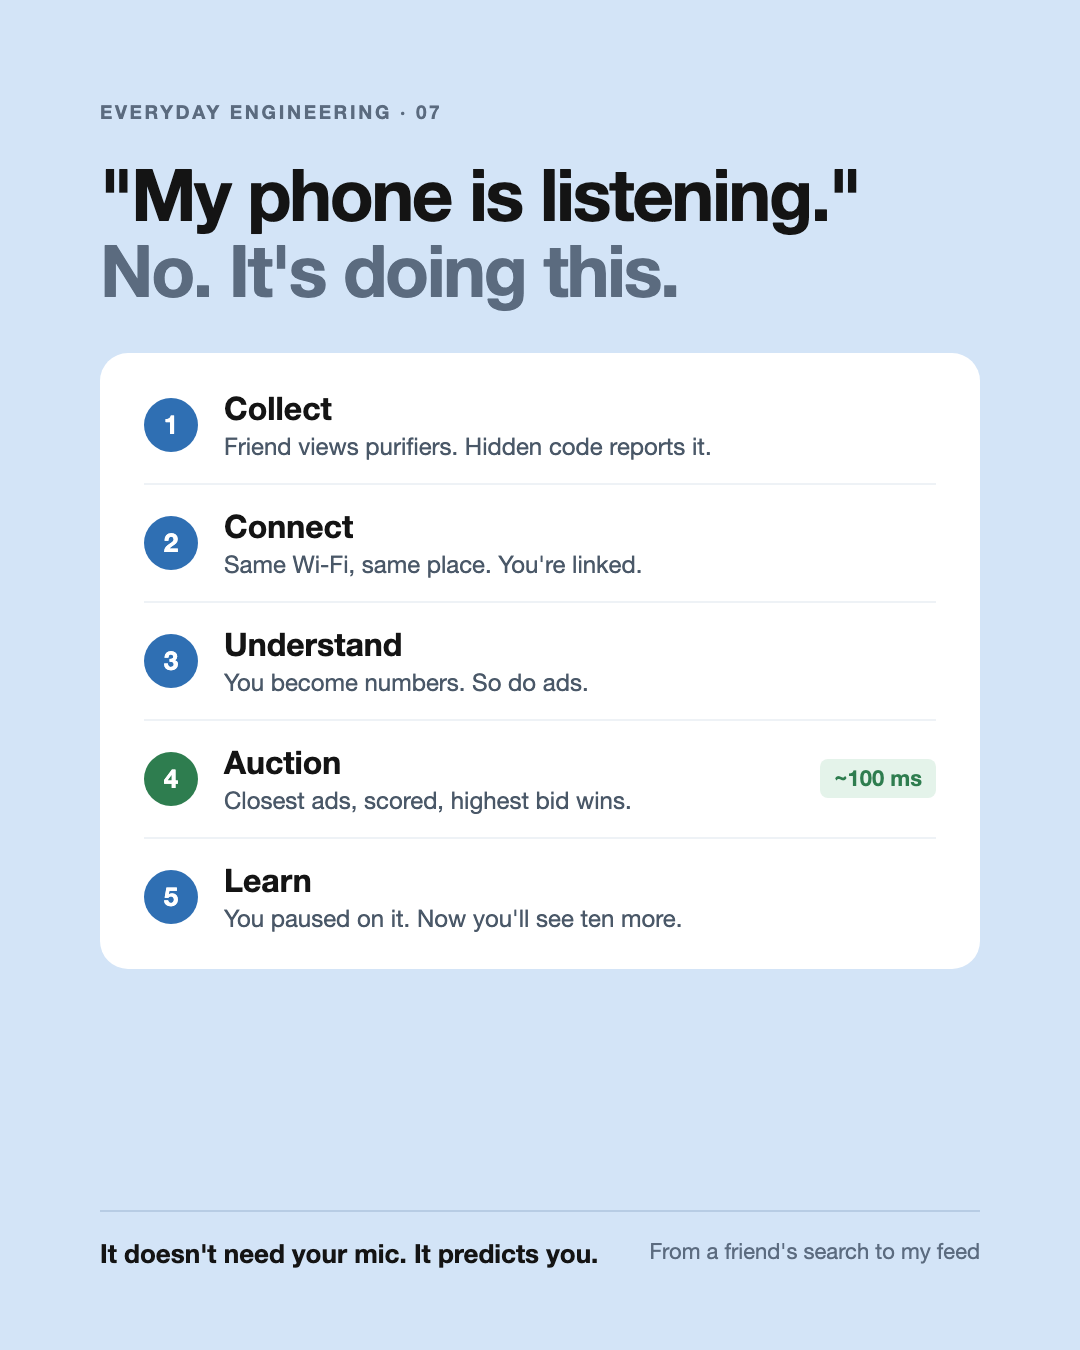 EVERYDAY ENGINEERING · 07
"My phone is listening."
No. It's doing this.
1
Collect
Friend views purifiers. Hidden code reports it.
2
Connect
Same Wi-Fi, same place. You're linked.
3
Understand
You become numbers. So do ads.
4
Auction
Closest ads, scored, highest bid wins.
~100 ms
5
Learn
You paused on it. Now you'll see ten more.
It doesn't need your mic. It predicts you.
From a friend's search to my feed